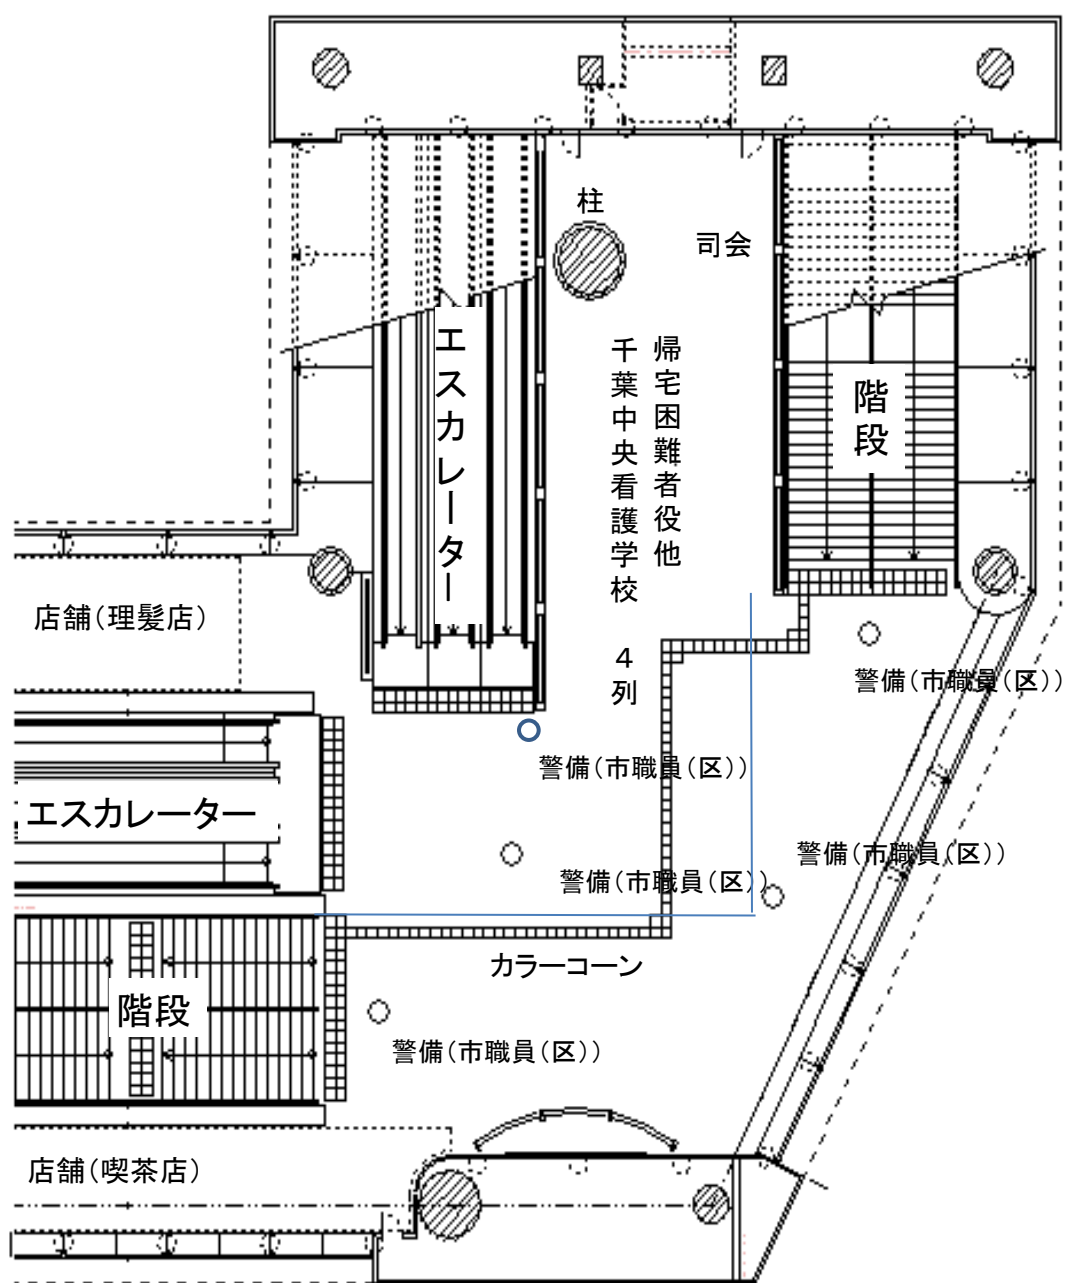 柱
司会
エスカレーター
帰宅困難者役他
千葉中央看護学校　４列
階段
店舗（理髪店）
警備（市職員（区））
警備（市職員（区））
エスカレーター
警備（市職員（区））
警備（市職員（区））
カラーコーン
階段
警備（市職員（区））
店舗（喫茶店）